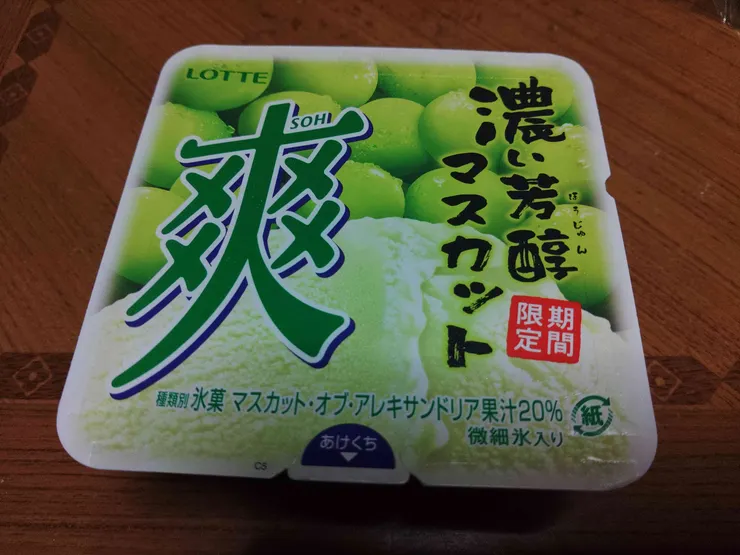 LOTTE
SOH
爽
濃い芳醇
ほうじゅん
マスカット
期間
限定
種類別 氷菓 マスカット・オブ・アレキサンドリア果汁20%
微細氷入り
紙
あけくち
C5